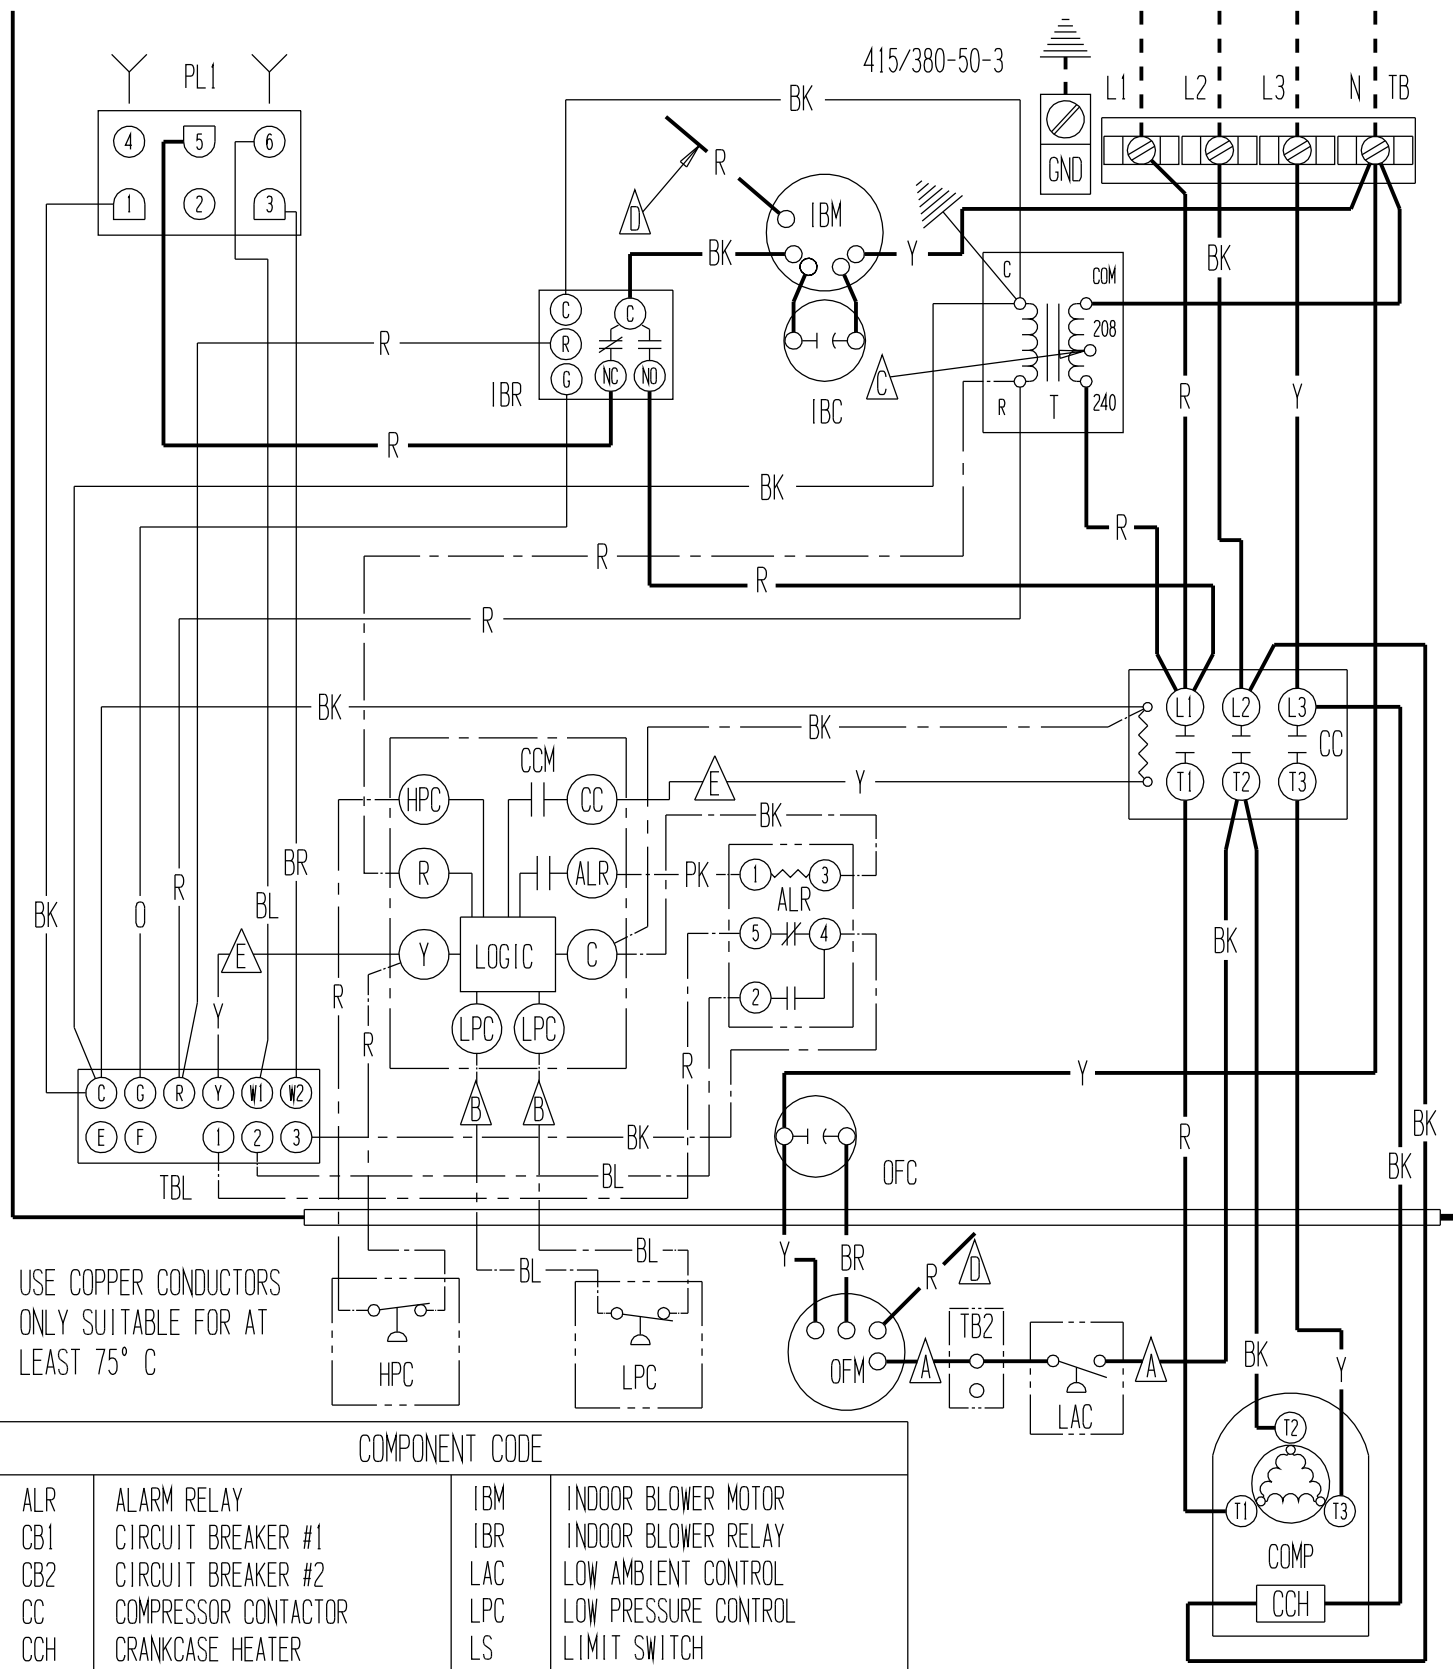 415/380-50-3
PL1
L1 L2 L3 N TB
BK
4 5 6
GND
R
1 2 3
D
IBM
BK Y
BK
C COM
C C
R
R
208
G NC NO
IBR
IBC
C
R T 240
R Y
R
BK
R
R
R
R
BK
BK
L1 L2 L3
CC
CCM
E Y
T1 T2 T3
HPC CC
BK
R ALR PK 1 3
ALR
BR
BL
R
O
BK
5 4
E Y LOGIC C
BK
R
2
Y
LPC LPC
R
R
Y
C G R Y W1 W2
B B
E F 1 2 3
BK
BK
R
BK
TBL
BL
OFC
Y BR
BL
BL
R D
USE COPPER CONDUCTORS
ONLY SUITABLE FOR AT
LEAST 75° C
HPC
LPC
OFM
A
TB2
A
LAC
BK
Y
T2
T1 T3
COMP
CCH
COMPONENT CODE
ALR ALARM RELAY IBM INDOOR BLOWER MOTOR
CB1 CIRCUIT BREAKER #1 IBR INDOOR BLOWER RELAY
CB2 CIRCUIT BREAKER #2 LAC LOW AMBIENT CONTROL
CC COMPRESSOR CONTACTOR LPC LOW PRESSURE CONTROL
CCH CRANKCASE HEATER LS LIMIT SWITCH